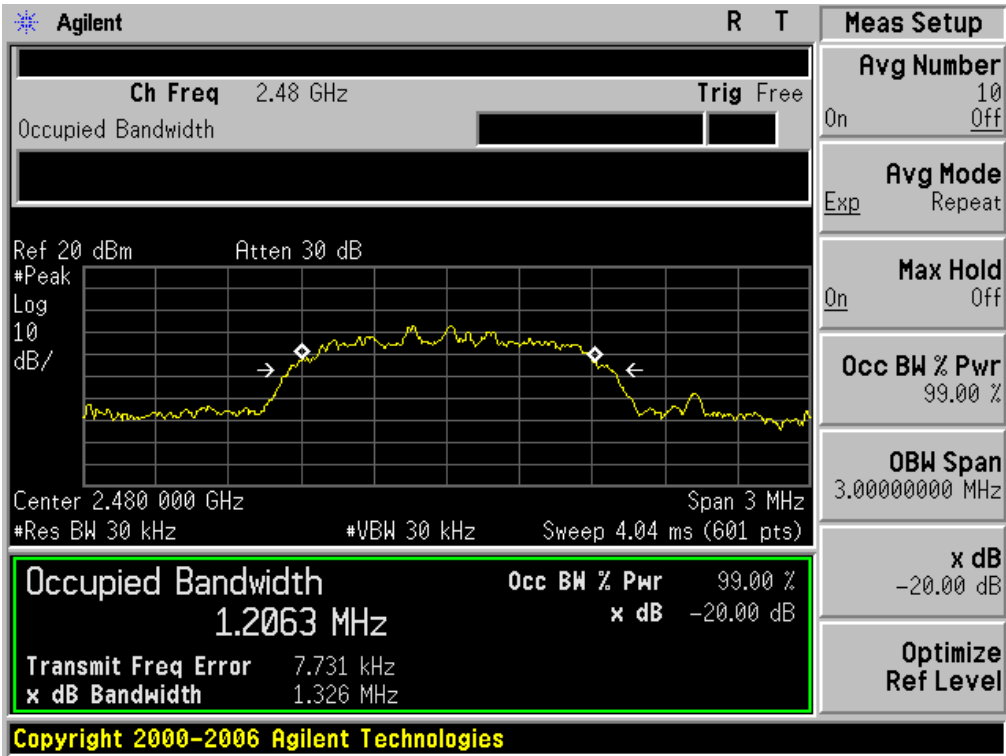 Agilent R T
Meas Setup
Ch Freq 2.48 GHz Trig Free
Occupied Bandwidth
Ref 20 dBm Atten 30 dB
#Peak
Log
10
dB/
Center 2.480 000 GHz Span 3 MHz
#Res BW 30 kHz #VBW 30 kHz Sweep 4.04 ms (601 pts)
Occupied Bandwidth Occ BW % Pwr 99.00 %
1.2063 MHz x dB -20.00 dB
Transmit Freq Error 7.731 kHz
x dB Bandwidth 1.326 MHz
Avg Number
10
On Off
Avg Mode
Exp Repeat
Max Hold
On Off
Occ BW % Pwr
99.00 %
OBW Span
3.00000000 MHz
x dB
-20.00 dB
Optimize
Ref Level
Copyright 2000-2006 Agilent Technologies